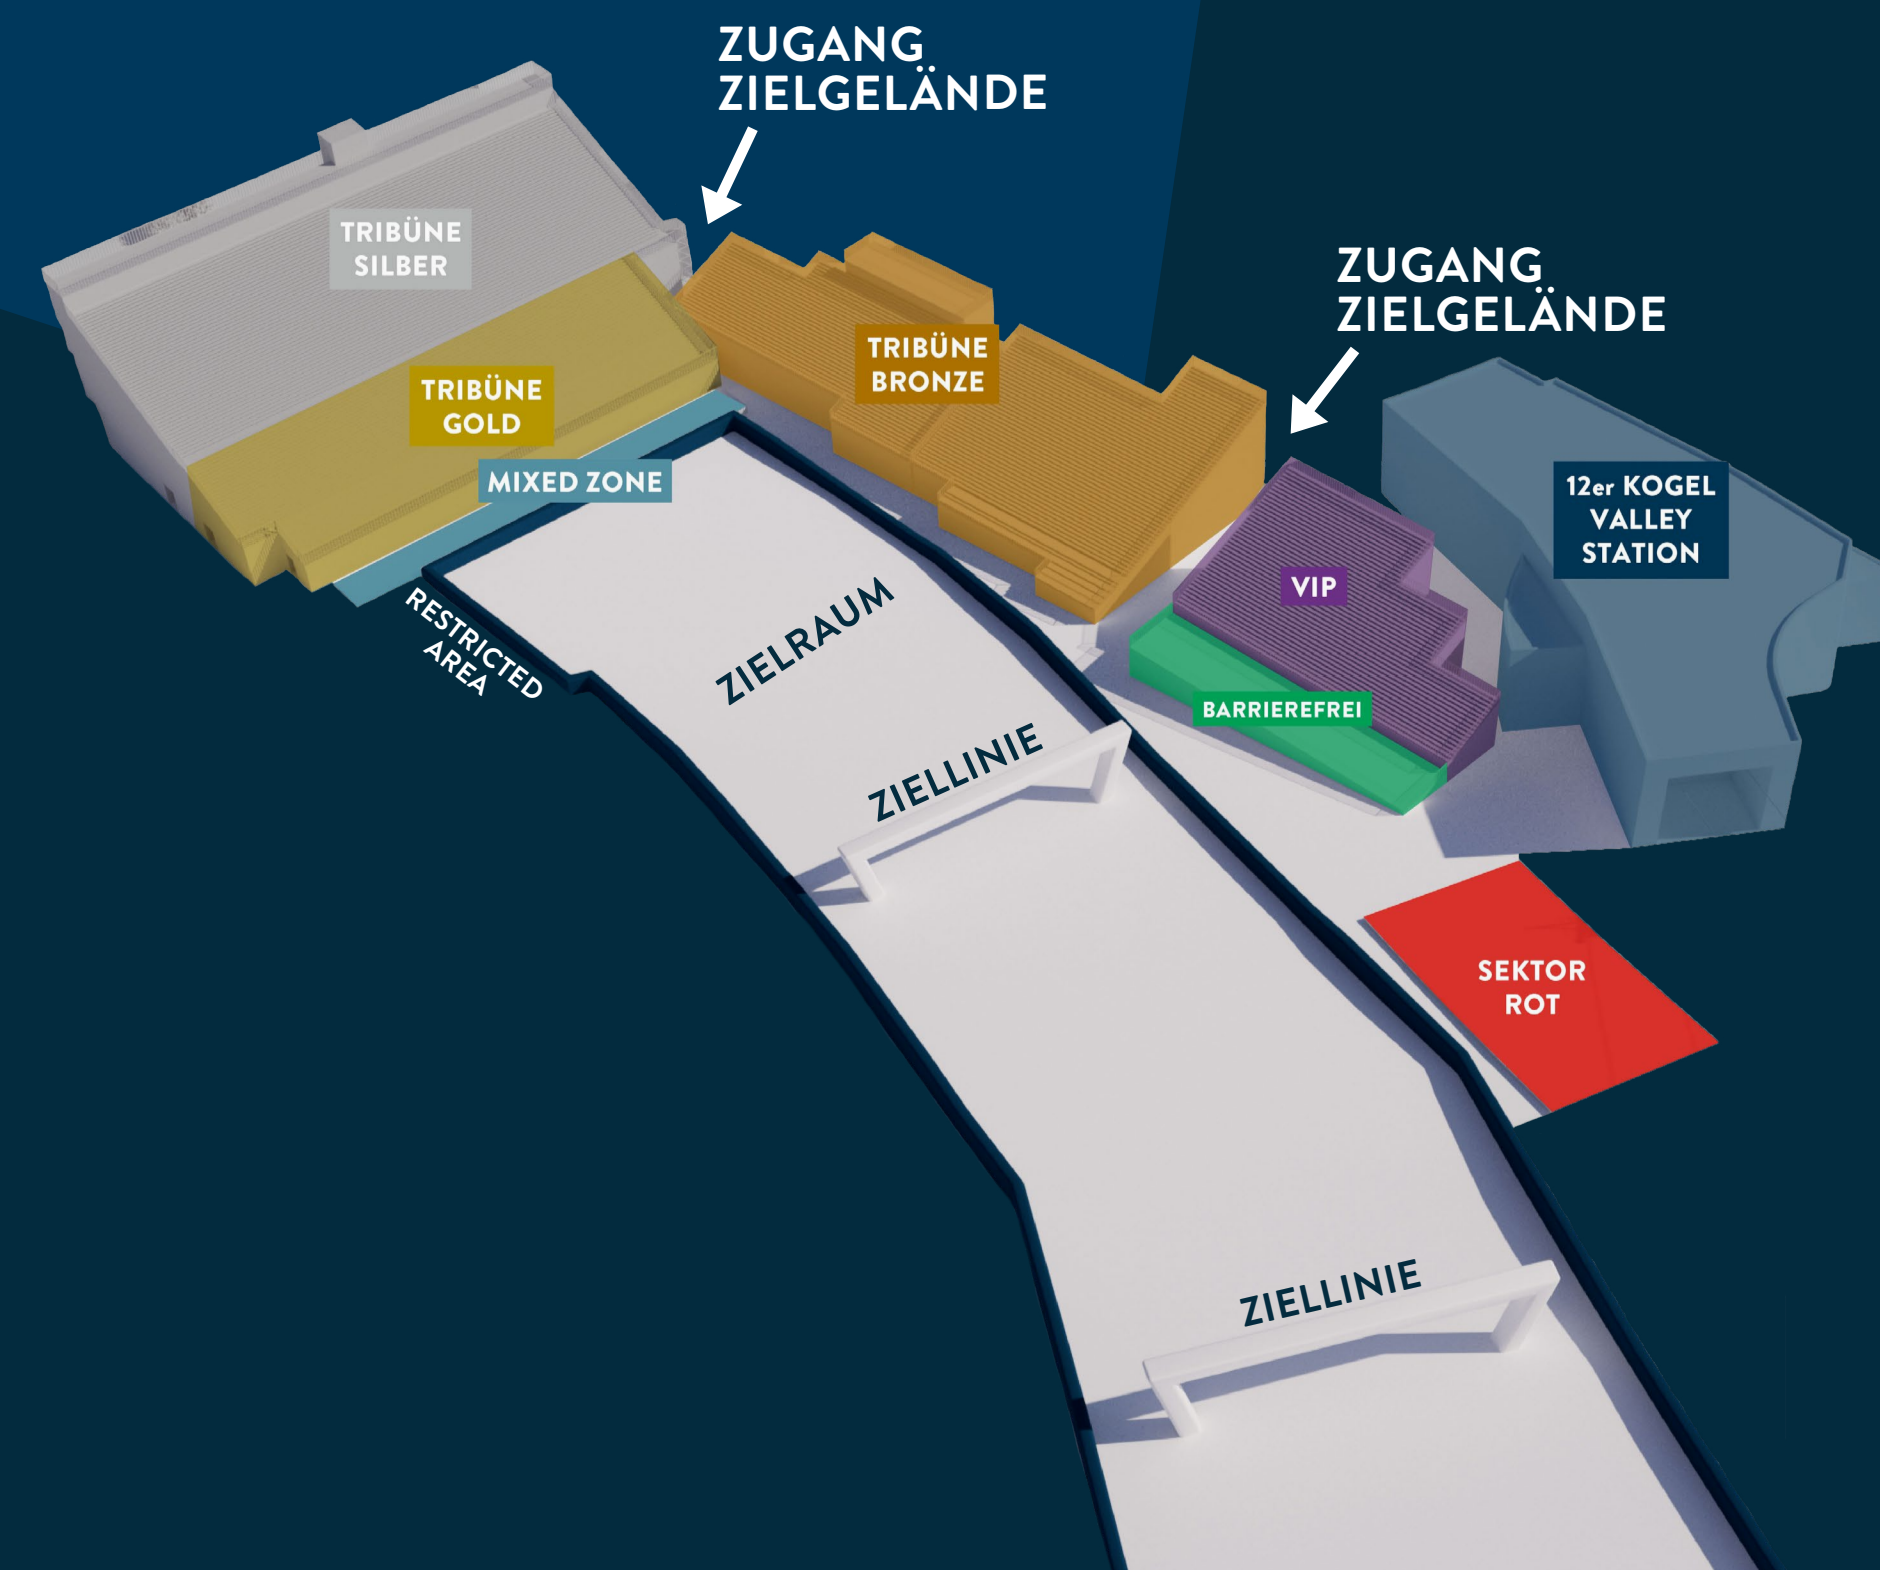 ZUGANG
ZIELGELÄNDE
TRIBÜNE
SILBER
ZUGANG
ZIELGELÄNDE
TRIBÜNE
BRONZE
TRIBÜNE
GOLD
MIXED ZONE
12er KOGEL
VALLEY
STATION
VIP
RESTRICTED
AREA
ZIELRAUM
BARRIEREFREI
ZIELLINIE
SEKTOR
ROT
ZIELLINIE